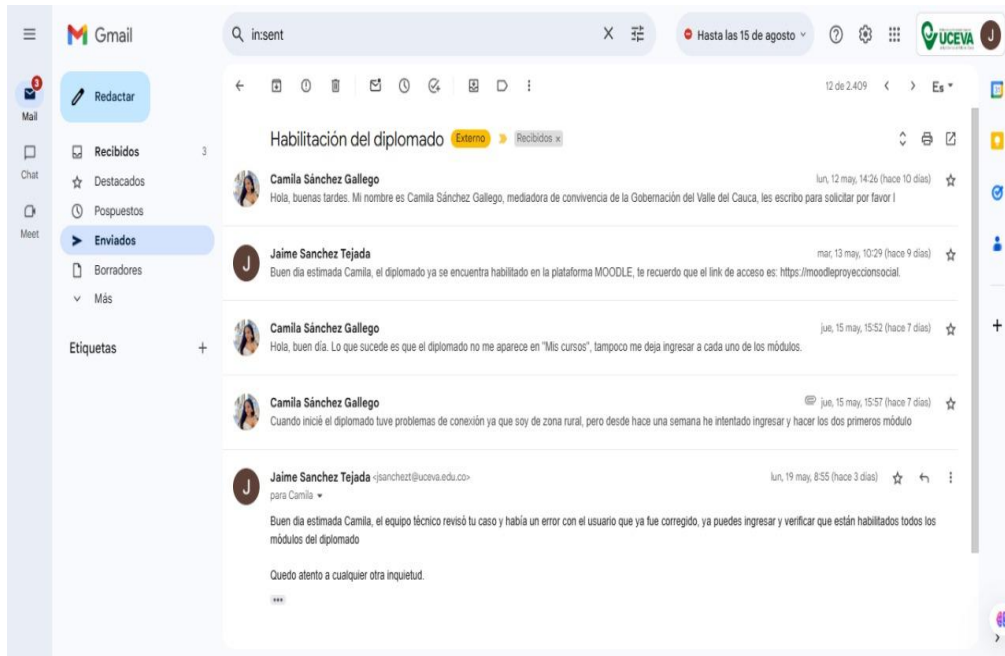 Gmail
in:sent
Hasta las 15 de agosto
UCEVA
J
3
Mail
Redactar
12 de 2.409
Es
Chat
Meet
Recibidos 3
Destacados
Pospuestos
Enviados
Borradores
Más
Etiquetas
Habilitación del diplomado Externo Recibidos x
Camila Sánchez Gallego lun, 12 may, 14:26 (hace 10 días)
Hola, buenas tardes. Mi nombre es Camila Sánchez Gallego, mediadora de convivencia de la Gobernación del Valle del Cauca, les escribo para solicitar por favor l
J
Jaime Sanchez Tejada mar, 13 may, 10:29 (hace 9 días)
Buen dia estimada Camila, el diplomado ya se encuentra habilitado en la plataforma MOODLE, te recuerdo que el link de acceso es: https://moodleproyeccionsocial.
Camila Sánchez Gallego jue, 15 may, 15:52 (hace 7 días)
Hola, buen día. Lo que sucede es que el diplomado no me aparece en "Mis cursos", tampoco me deja ingresar a cada uno de los módulos.
Camila Sánchez Gallego jue, 15 may, 15:57 (hace 7 días)
Cuando inicié el diplomado tuve problemas de conexión ya que soy de zona rural, pero desde hace una semana he intentado ingresar y hacer los dos primeros módulo
J
Jaime Sanchez Tejada <jsanchezt@uceva.edu.co> lun, 19 may, 8:55 (hace 3 días)
para Camila
Buen dia estimada Camila, el equipo técnico revisó tu caso y había un error con el usuario que ya fue corregido, ya puedes ingresar y verificar que están habilitados todos los
módulos del diplomado
Quedo atento a cualquier otra inquietud.